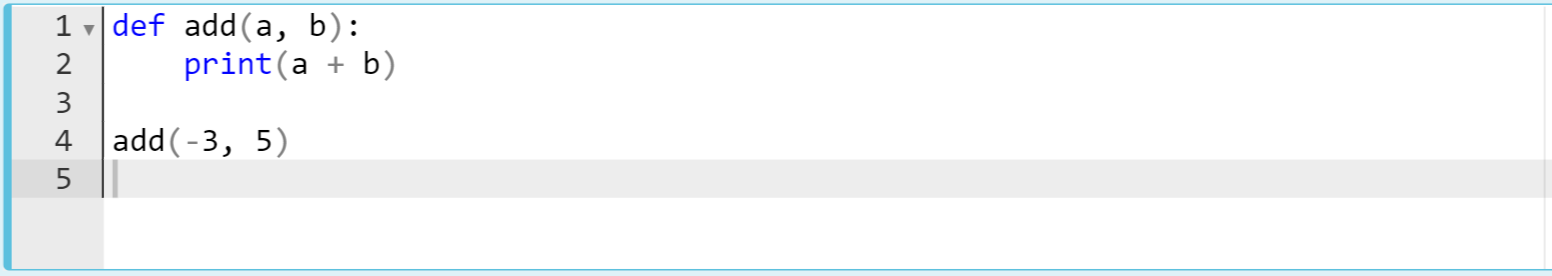 1 def add(a, b):
2     print(a + b)
3
4 add(-3, 5)
5